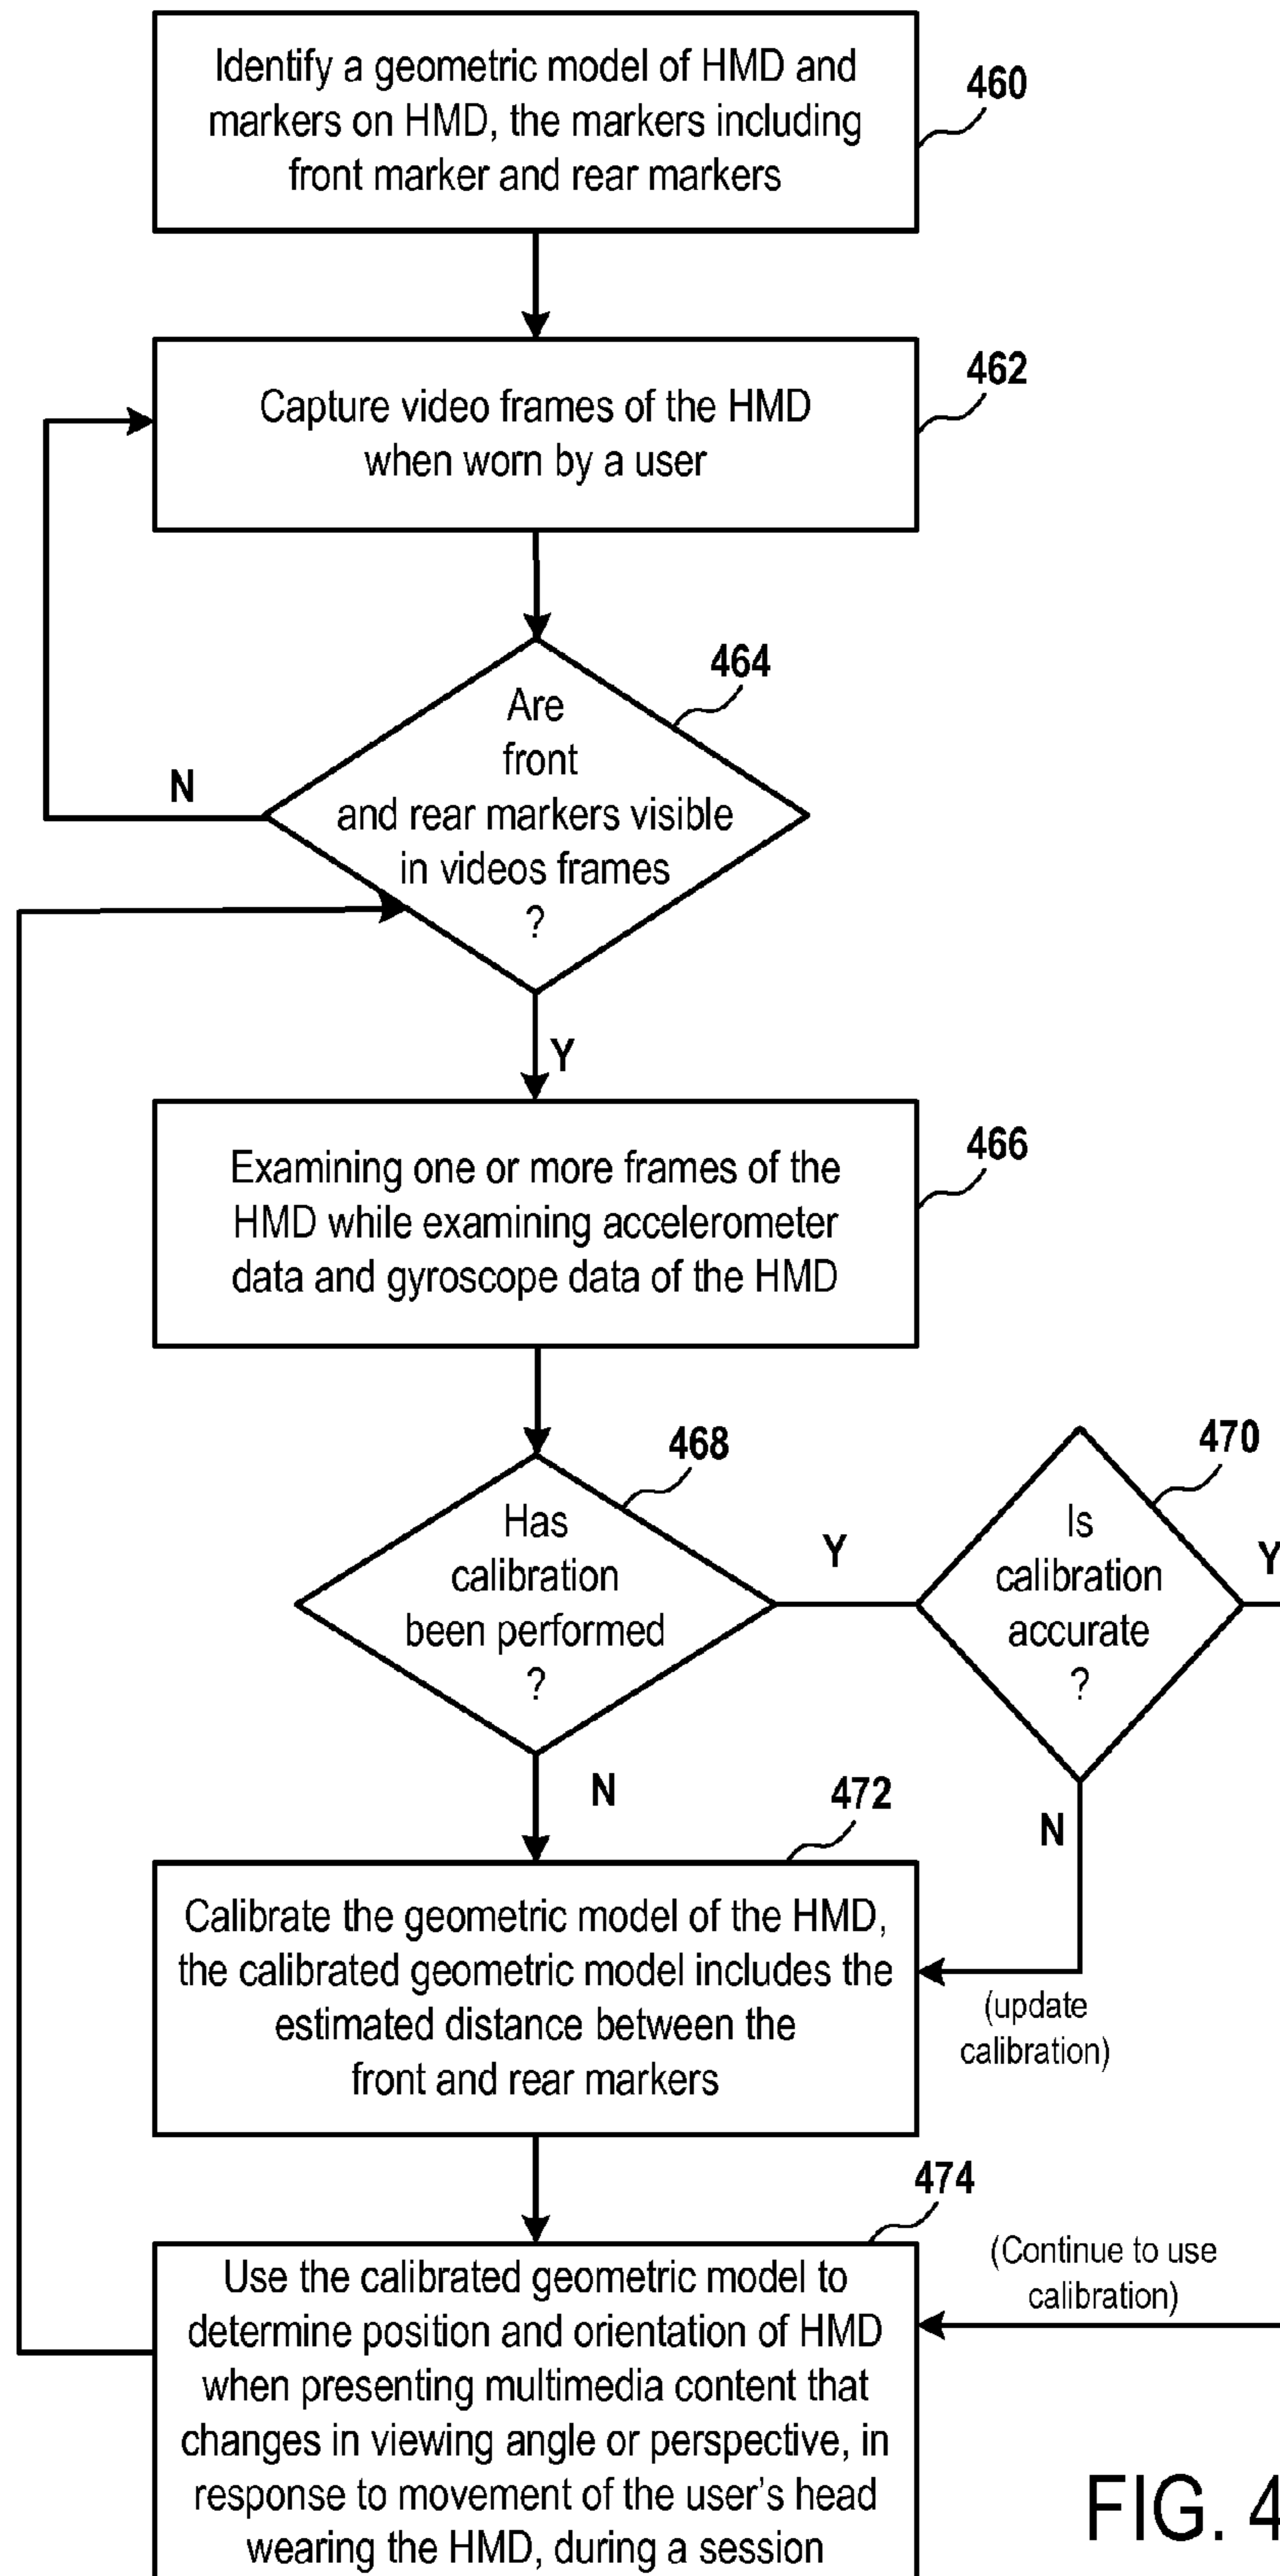 Identify a geometric model of HMD and
markers on HMD, the markers including
front marker and rear markers
460
Capture video frames of the HMD
when worn by a user
462
464
Are
front
and rear markers visible
in videos frames
?
N
Y
Examining one or more frames of the
HMD while examining accelerometer
data and gyroscope data of the HMD
466
468
Has
calibration
been performed
?
Y
470
Is
calibration
accurate
?
Y
N
N
472
Calibrate the geometric model of the HMD,
the calibrated geometric model includes the
estimated distance between the
front and rear markers
(update
calibration)
474
Use the calibrated geometric model to
determine position and orientation of HMD
when presenting multimedia content that
changes in viewing angle or perspective, in
response to movement of the user's head
wearing the HMD, during a session
(Continue to use
calibration)
FIG. 4